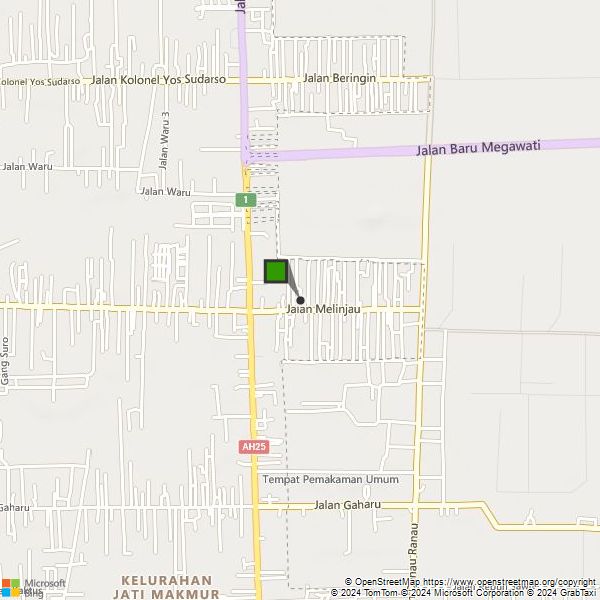 Jal
Jalan Kolonel Yos Sudarso
Kolonel Yos Sudarso
Jalan Beringin
Jalan Waru 3
Jalan Baru Megawati
Jalan Waru
Jalan Waru
1
Jalan Melinjau
Gang Suro
AH25
Tempat Pemakaman Umum
Jalan Gaharu
Gaharu
nau Ranau
KELURAHAN
JATI MAKMUR
Microsoft
Bing
© OpenStreetMap https://www.openstreetmap.org/copyright
© 2024 TomTom © 2024 Microsoft Corporation © 2024 GrabTaxi